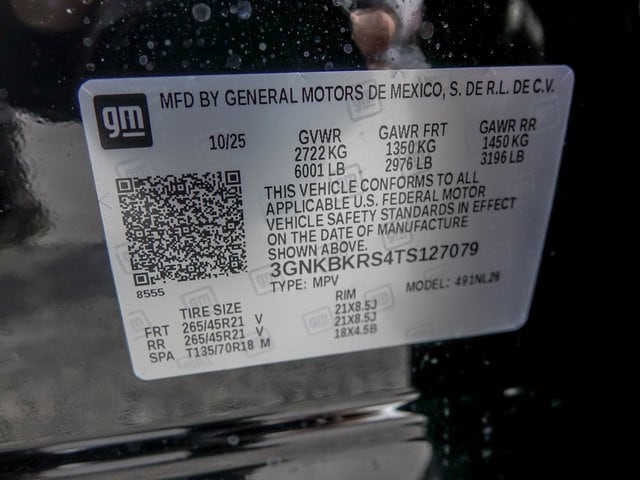 gm
MFD BY GENERAL MOTORS DE MEXICO, S. DE R.L. DE C.V.
10/25 GVWR GAWR FRT GAWR RR
2722 KG 1350 KG 1450 KG
6001 LB 2976 LB 3196 LB
THIS VEHICLE CONFORMS TO ALL
APPLICABLE U.S. FEDERAL MOTOR
VEHICLE SAFETY STANDARDS IN EFFECT
ON THE DATE OF MANUFACTURE
SHOWN ABOVE.
3GNKBKRS4TS127079
8555
TYPE: MPV MODEL: 491NL26
TIRE SIZE RIM
FRT 265/45R21 V 21X8.5J
RR 265/45R21 V 21X8.5J
SPA T135/70R18 M 18X4.5B